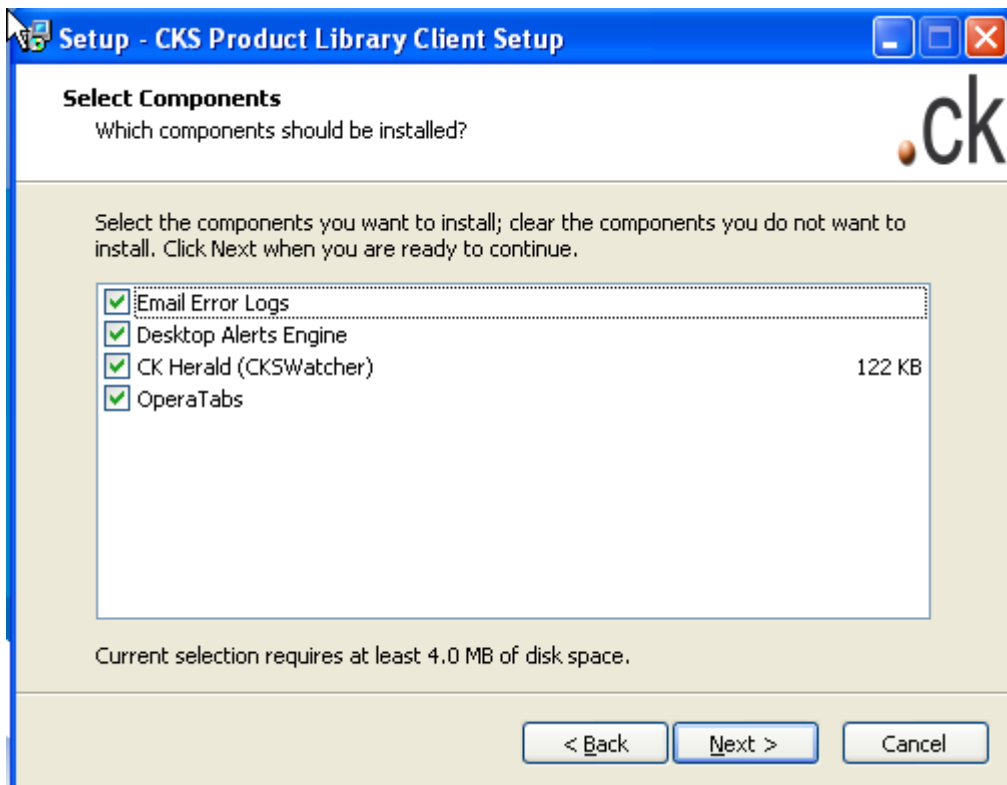 Setup - CKS Product Library Client Setup
Select Components
Which components should be installed?
.ck
Select the components you want to install; clear the components you do not want to
install. Click Next when you are ready to continue.
Email Error Logs
Desktop Alerts Engine
CK Herald (CKSWatcher) 122 KB
OperaTabs
Current selection requires at least 4.0 MB of disk space.
< Back Next > Cancel